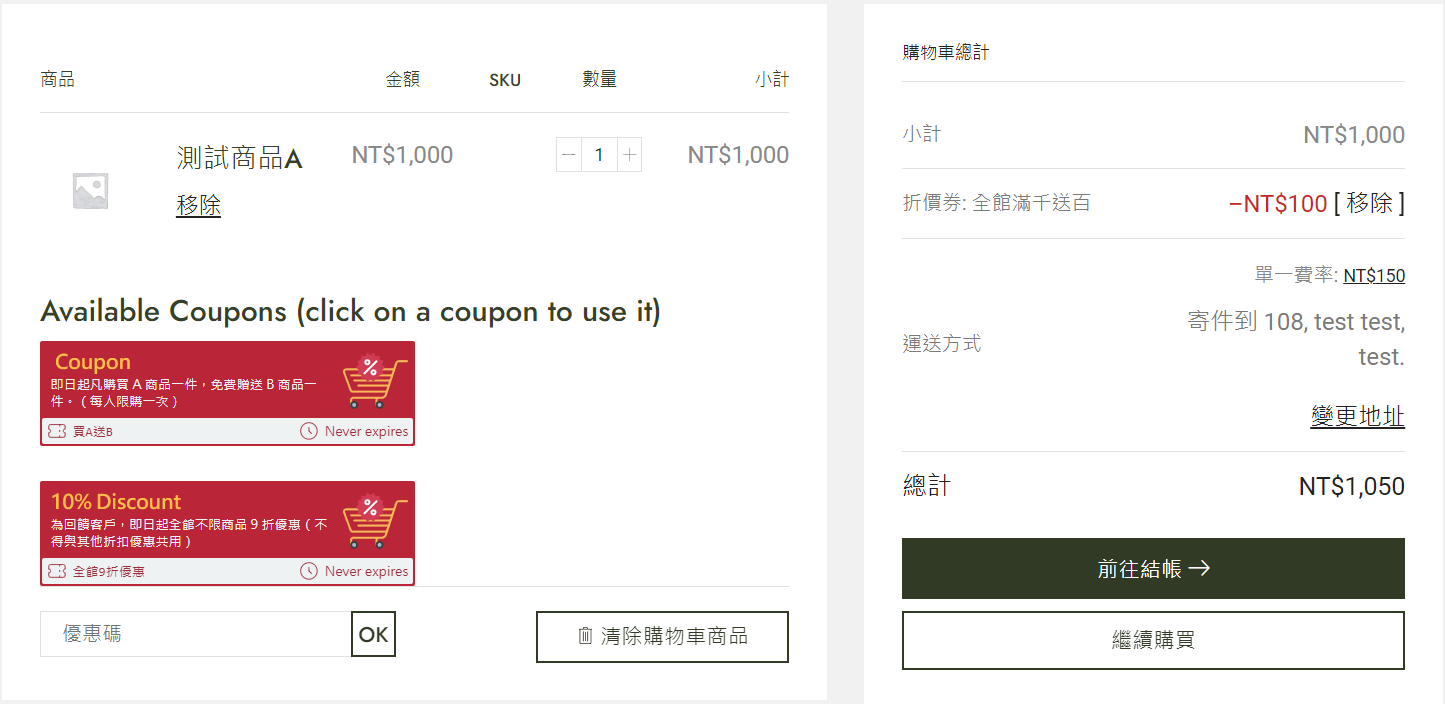 商品 金額 SKU 數量 小計
測試商品A NT$1,000 1 NT$1,000
移除
Available Coupons (click on a coupon to use it)
Coupon
即日起凡購買 A 商品一件，免費贈送 B 商品一
件。（每人限購一次）
買A送B Never expires
10% Discount
為回饋客戶，即日起全館不限商品 9 折優惠（不
得與其他折扣優惠共用）
全館9折優惠 Never expires
優惠碼 OK 清除購物車商品
購物車總計
小計 NT$1,000
折價券: 全館滿千送百 –NT$100 [ 移除 ]
單一費率: NT$150
運送方式
寄件到 108, test test,
test.
變更地址
總計 NT$1,050
前往結帳→
繼續購買